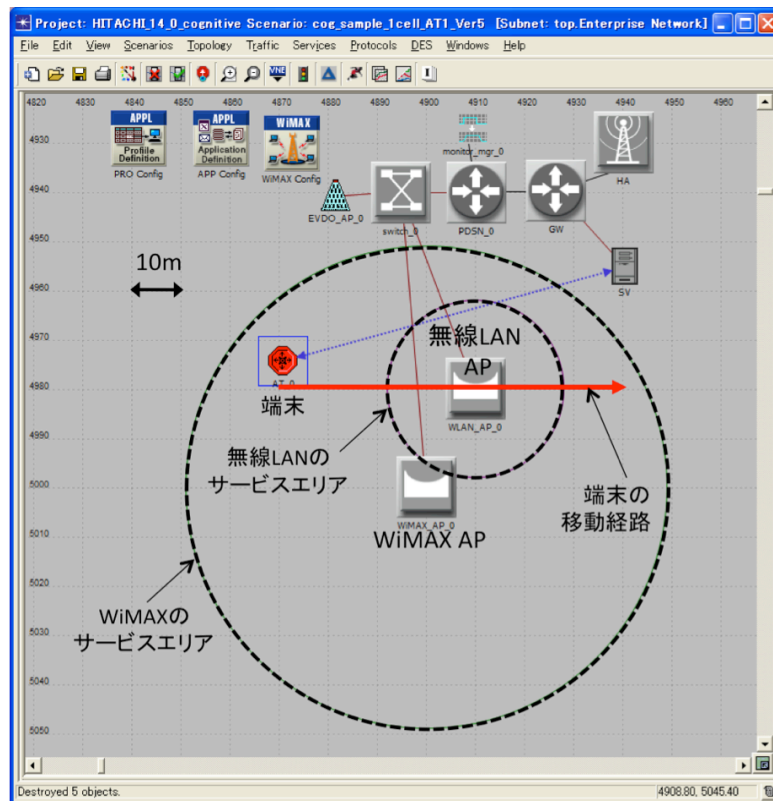 Project: HITACHI_14_0_cognitive Scenario: cog_sample_1cell_AT1_Ver5 [Subnet: top.Enterprise Network]
File Edit View Scenarios Topology Traffic Services Protocols DES Windows Help
VNE
4820 4830 4840 4850 4860 4870 4880 4890 4900 4910 4920 4930 4940 4950 4960
4930
APPL
Profile
Definition
PRO Config
APPL
Application
Definition
APP Config
WiMAX
WiMAX Config
monitor_mgr_0
HA
4940
EVDO_AP_0
switch_0
PDSN_0
GW
4950
10m
SV
4960
4970
無線LAN
AP
4980
AT_0
端末
WLAN_AP_0
4990
無線LANの
サービスエリア
端末の
移動経路
5000
WiMAX_AP_0
WiMAX AP
5010
5020
WiMAXの
サービスエリア
5030
5040
5050
Destroyed 5 objects.
4908.80, 5045.40